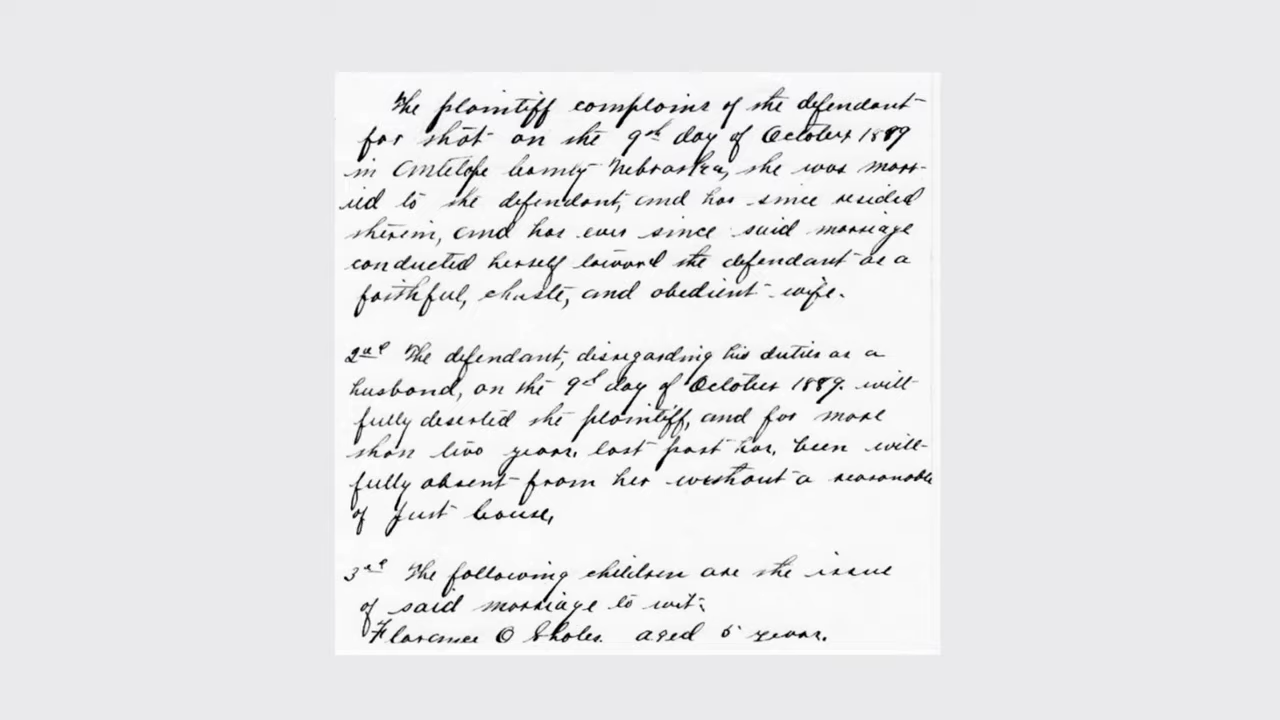 The plaintiff complains of the defendant
for that on the 9th day of October 1889
in Antelope County Nebraska, she was marr-
ied to the defendant, and has since resided
therein, and has ever since said marriage
conducted herself toward the defendant as a
faithful, chaste, and obedient wife.
2nd The defendant, disregarding his duties as a
husband, on the 9th day of October 1889. will-
fully deserted the plaintiff, and for more
than two years, last past has, been will-
fully absent from her without a reasonable
of just cause,
3rd The following children are the issue
of said marriage to wit:
Florence O Sholes aged 5 years.